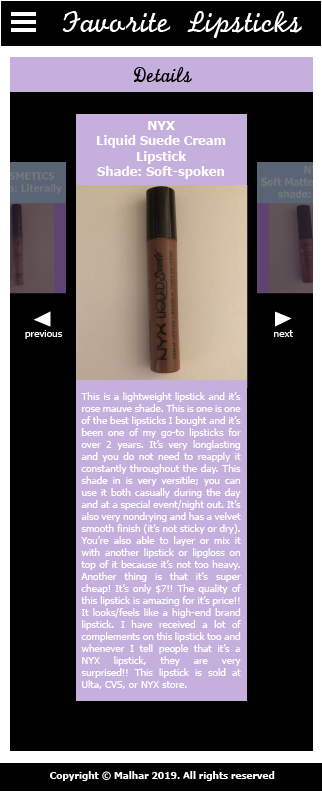 Favorite Lipsticks
Details
NYX
Liquid Suede Cream
Lipstick
Shade: Soft-spoken
SMETICS
e: Literally
Soft Matte
shade:
NYX LIQUID Suede
previous
next
This is a lightweight lipstick and it's
rose mauve shade. This is one is one
of the best lipsticks I bought and it's
been one of my go-to lipsticks for
over 2 years. It's very longlasting
and you do not need to reapply it
constantly throughout the day. This
shade in is very versitile; you can
use it both casually during the day
and at a special event/night out. It's
also very nondrying and has a velvet
smooth finish (it's not sticky or dry).
You're also able to layer or mix it
with another lipstick or lipgloss on
top of it because it's not too heavy.
Another thing is that it's super
cheap! It's only $7!! The quality of
this lipstick is amazing for it's price!!
It looks/feels like a high-end brand
lipstick. I have received a lot of
complements on this lipstick too and
whenever I tell people that it's a
NYX lipstick, they are very
surprised!! This lipstick is sold at
Ulta, CVS, or NYX store.
Copyright © Malhar 2019. All rights reserved